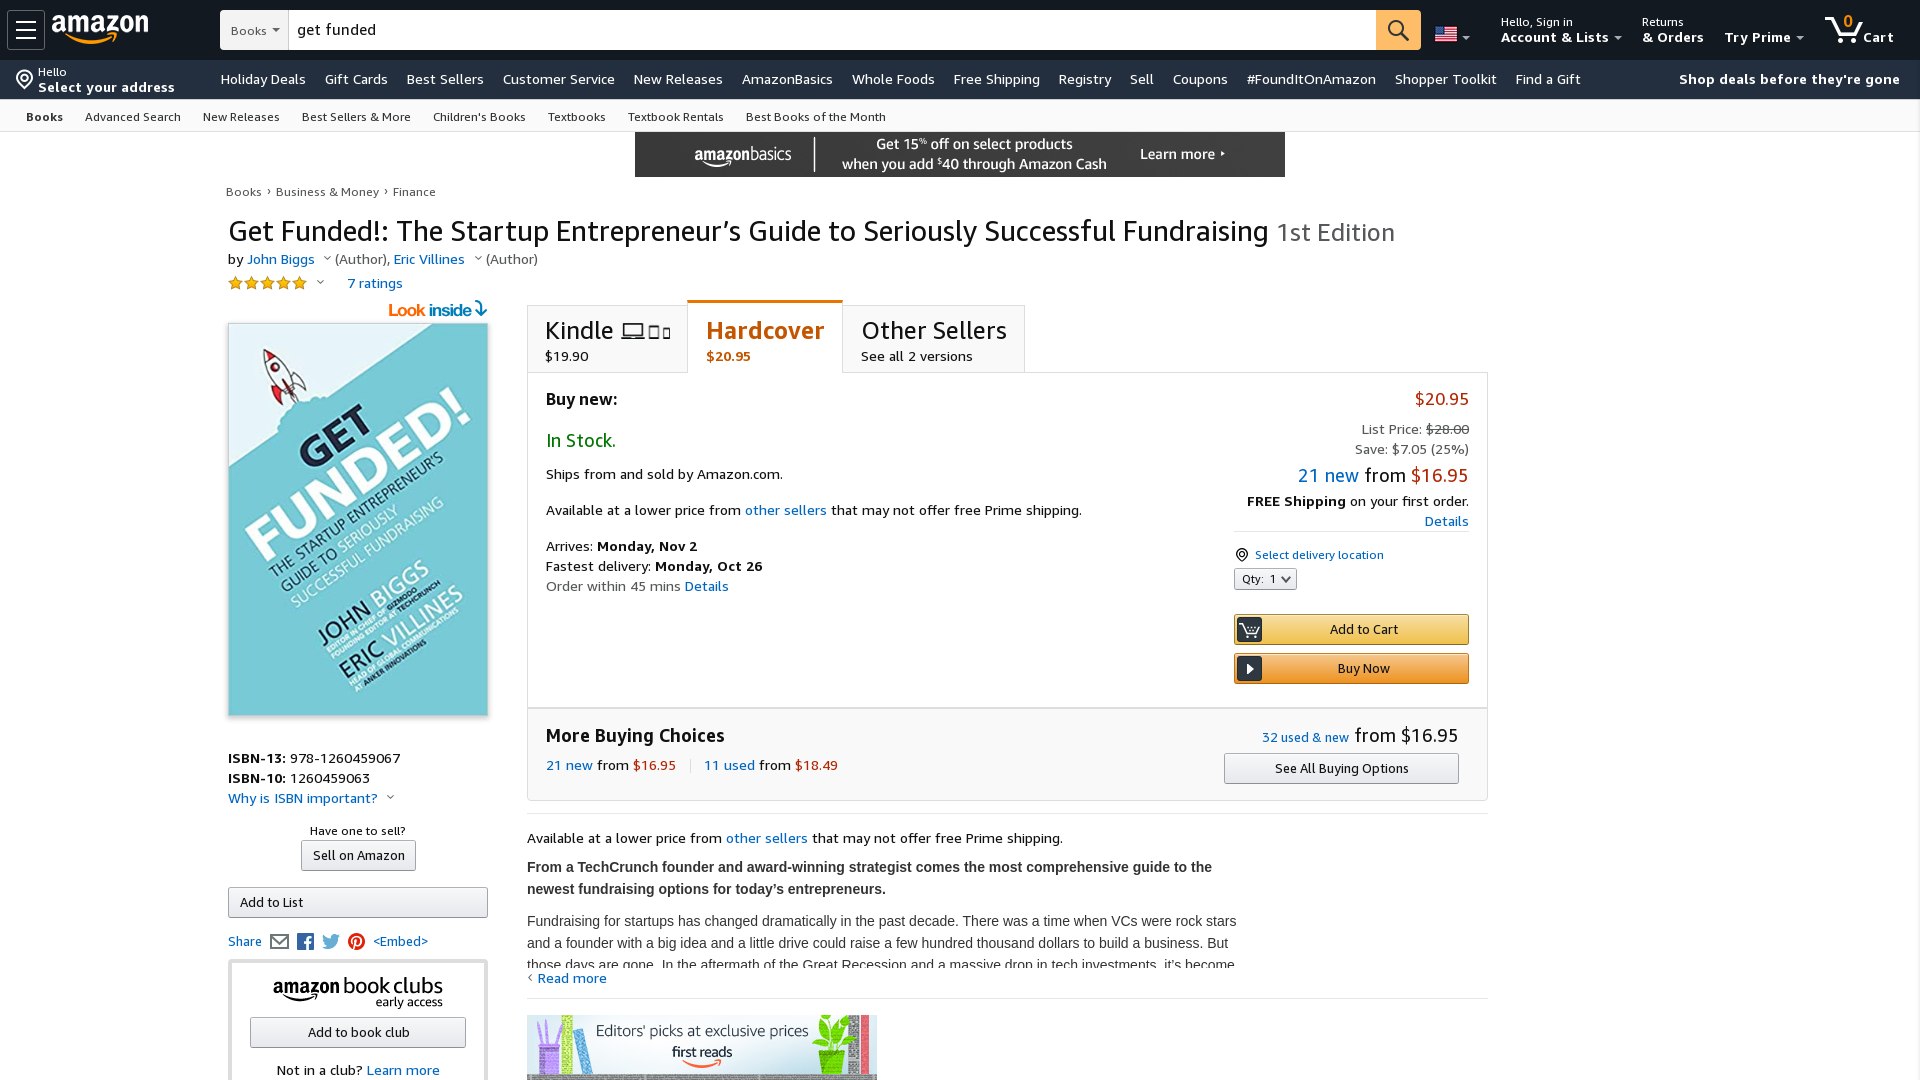 amazon
Books
get funded
Hello, Sign in
Account & Lists
Returns
& Orders
Try Prime
0
Cart
Hello
Select your address
Holiday Deals
Gift Cards
Best Sellers
Customer Service
New Releases
AmazonBasics
Whole Foods
Free Shipping
Registry
Sell
Coupons
#FoundItOnAmazon
Shopper Toolkit
Find a Gift
Shop deals before they're gone
Books
Advanced Search
New Releases
Best Sellers & More
Children's Books
Textbooks
Textbook Rentals
Best Books of the Month
amazonbasics
Get 15% off on select products
when you add $40 through Amazon Cash
Learn more ▸
Books › Business & Money › Finance
Get Funded!: The Startup Entrepreneur’s Guide to Seriously Successful Fundraising 1st Edition
by John Biggs (Author), Eric Villines (Author)
7 ratings
Look inside
GET
FUNDED!
THE STARTUP ENTREPRENEUR'S
GUIDE TO SERIOUSLY
SUCCESSFUL FUNDRAISING
JOHN BIGGS
EDITOR IN CHIEF OF GIZMODO
FOUNDING EDITOR AT TECHCRUNCH
ERIC VILLINES
HEAD OF GLOBAL COMMUNICATIONS
AT ANKER INNOVATIONS
ISBN-13: 978-1260459067
ISBN-10: 1260459063
Why is ISBN important?
Have one to sell?
Sell on Amazon
Add to List
Share
<Embed>
amazon book clubs
early access
Add to book club
Not in a club? Learn more
Kindle
$19.90
Hardcover
$20.95
Other Sellers
See all 2 versions
Buy new:
$20.95
In Stock.
Ships from and sold by Amazon.com.
Available at a lower price from other sellers that may not offer free Prime shipping.
Arrives: Monday, Nov 2
Fastest delivery: Monday, Oct 26
Order within 45 mins Details
List Price: $28.00
Save: $7.05 (25%)
21 new from $16.95
FREE Shipping on your first order.
Details
Select delivery location
Qty: 1
Add to Cart
Buy Now
More Buying Choices
21 new from $16.95
11 used from $18.49
32 used & new from $16.95
See All Buying Options
Available at a lower price from other sellers that may not offer free Prime shipping.
From a TechCrunch founder and award-winning strategist comes the most comprehensive guide to the
newest fundraising options for today’s entrepreneurs.
Fundraising for startups has changed dramatically in the past decade. There was a time when VCs were rock stars
and a founder with a big idea and a little drive could raise a few hundred thousand dollars to build a business. But
those days are gone. In the aftermath of the Great Recession and a massive drop in tech investments, it’s become
‹ Read more
Editors' picks at exclusive prices
first reads